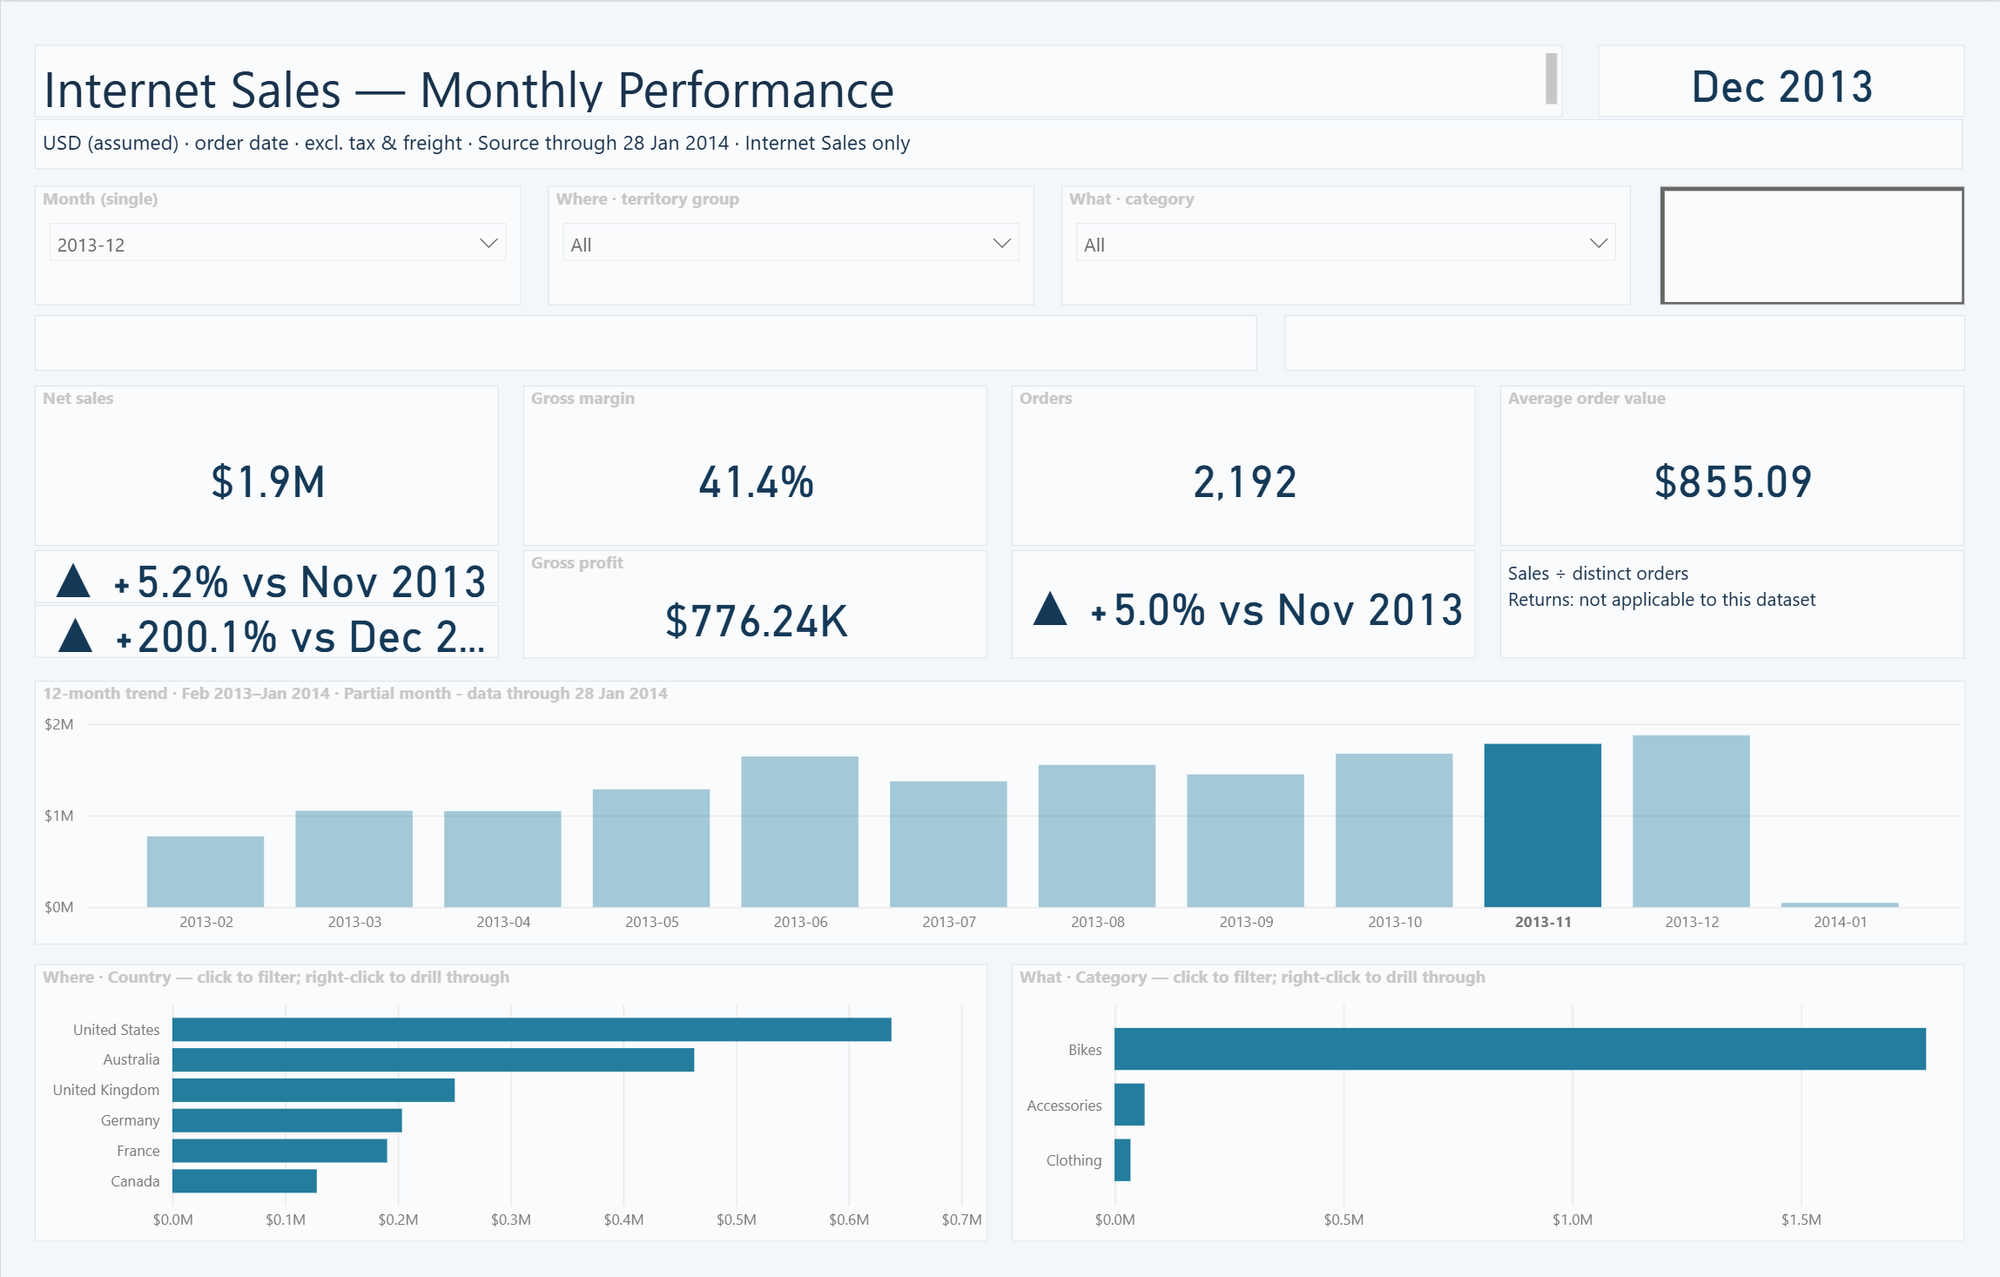 Internet Sales — Monthly Performance
Dec 2013
USD (assumed) · order date · excl. tax & freight · Source through 28 Jan 2014 · Internet Sales only
Month (single)
2013-12
Where · territory group
All
What · category
All
Net sales
$1.9M
Gross margin
41.4%
Orders
2,192
Average order value
$855.09
▲ +5.2% vs Nov 2013
▲ +200.1% vs Dec 2...
Gross profit
$776.24K
▲ +5.0% vs Nov 2013
Sales ÷ distinct orders
Returns: not applicable to this dataset
12-month trend · Feb 2013–Jan 2014 · Partial month - data through 28 Jan 2014
$2M
$1M
$0M
2013-02
2013-03
2013-04
2013-05
2013-06
2013-07
2013-08
2013-09
2013-10
2013-11
2013-12
2014-01
Where · Country — click to filter; right-click to drill through
United States
Australia
United Kingdom
Germany
France
Canada
$0.0M
$0.1M
$0.2M
$0.3M
$0.4M
$0.5M
$0.6M
$0.7M
What · Category — click to filter; right-click to drill through
Bikes
Accessories
Clothing
$0.0M
$0.5M
$1.0M
$1.5M